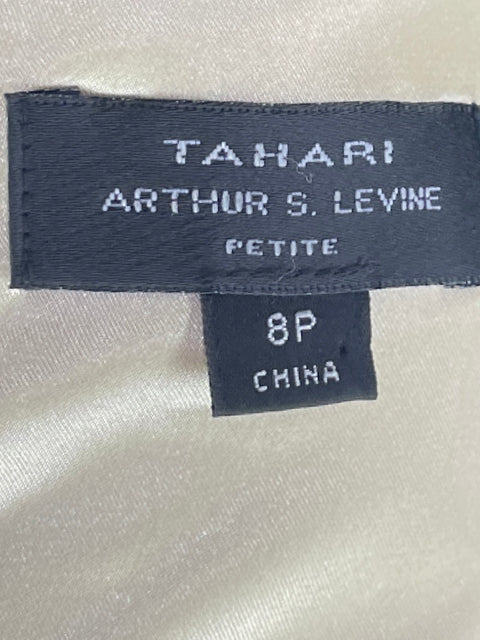 TAHARI
ARTHUR S. LEVINE
PETITE
8P
CHINA